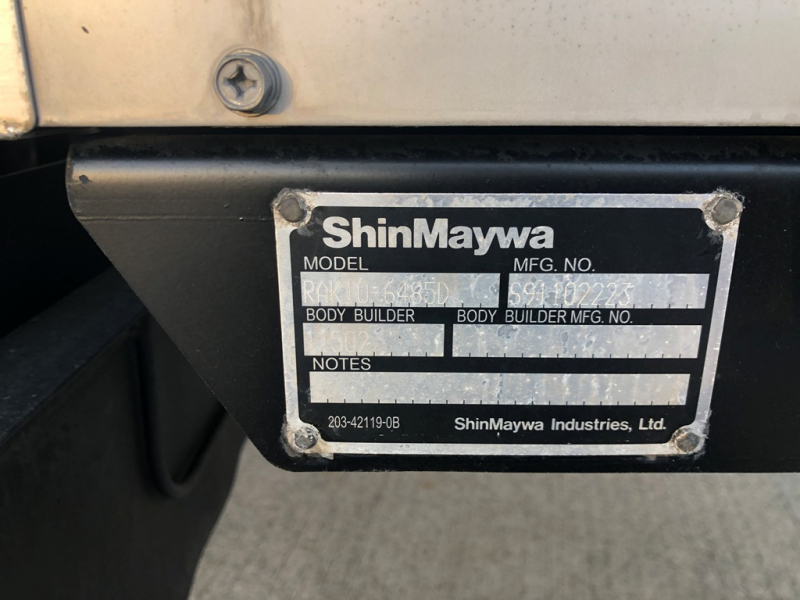 ShinMaywa
MODEL MFG. NO.
RAK10-6485D S91102223
BODY BUILDER BODY BUILDER MFG. NO.
NOTES
203-42119-0B ShinMaywa Industries, Ltd.